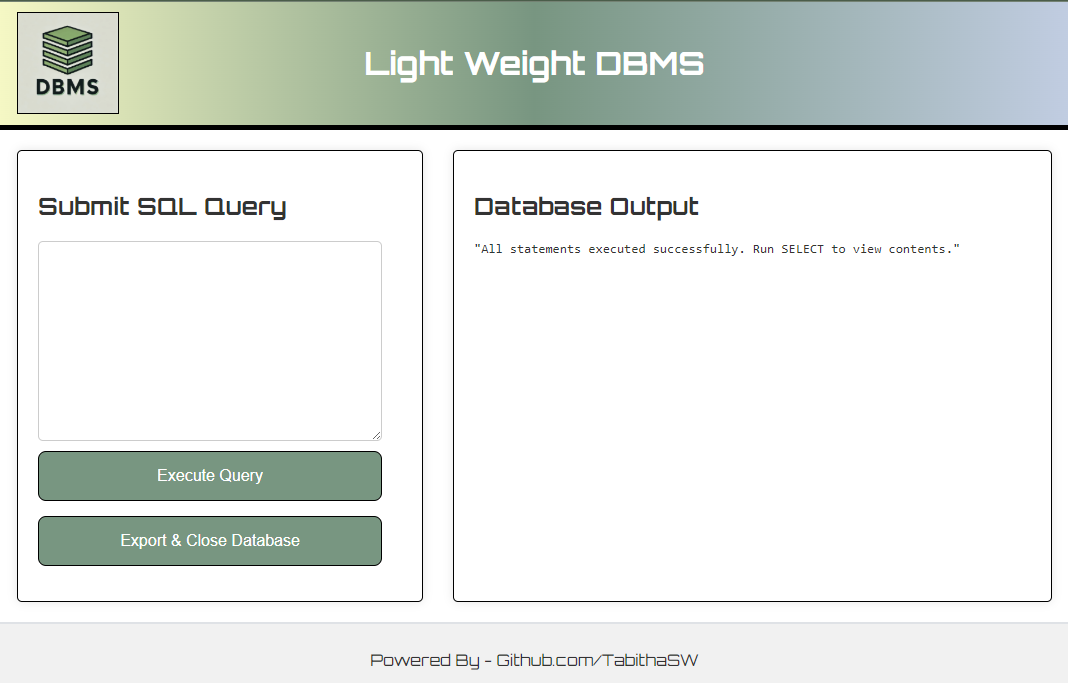 DBMS
Light Weight DBMS
Submit SQL Query
Execute Query
Export & Close Database
Database Output
"All statements executed successfully. Run SELECT to view contents."
Powered By - Github.com/TabithaSW